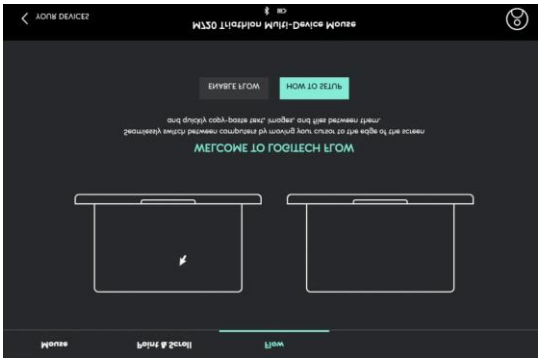 Mouse
Point & Scroll
Flow
WELCOME TO LOGITECH FLOW
Seamlessly switch between computers by moving your cursor to the edge of the screen
and quickly copy-paste text, images, and files between them.
ENABLE FLOW
HOW TO SETUP
YOUR DEVICES
M720 Triathlon Multi-Device Mouse